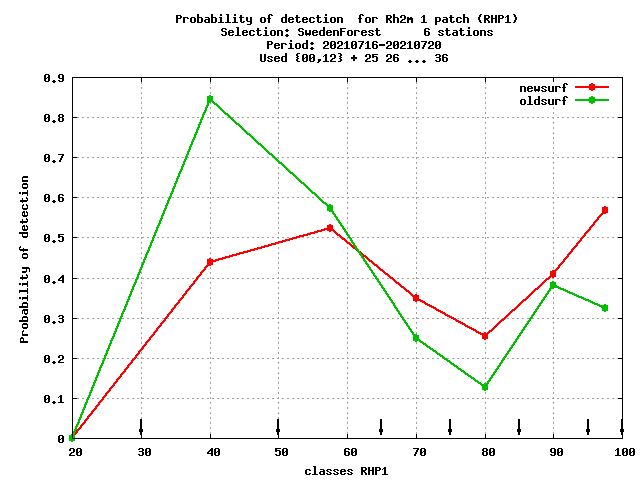 Probability of detection  for Rh2m 1 patch (RHP1)
Selection: SwedenForest      6 stations
Period: 20210716-20210720
Used {00,12} + 25 26 ... 36
newsurf
oldsurf
0.9
0.8
0.7
0.6
0.5
0.4
0.3
0.2
0.1
0
Probability of detection
20 30 40 50 60 70 80 90 100
classes RHP1